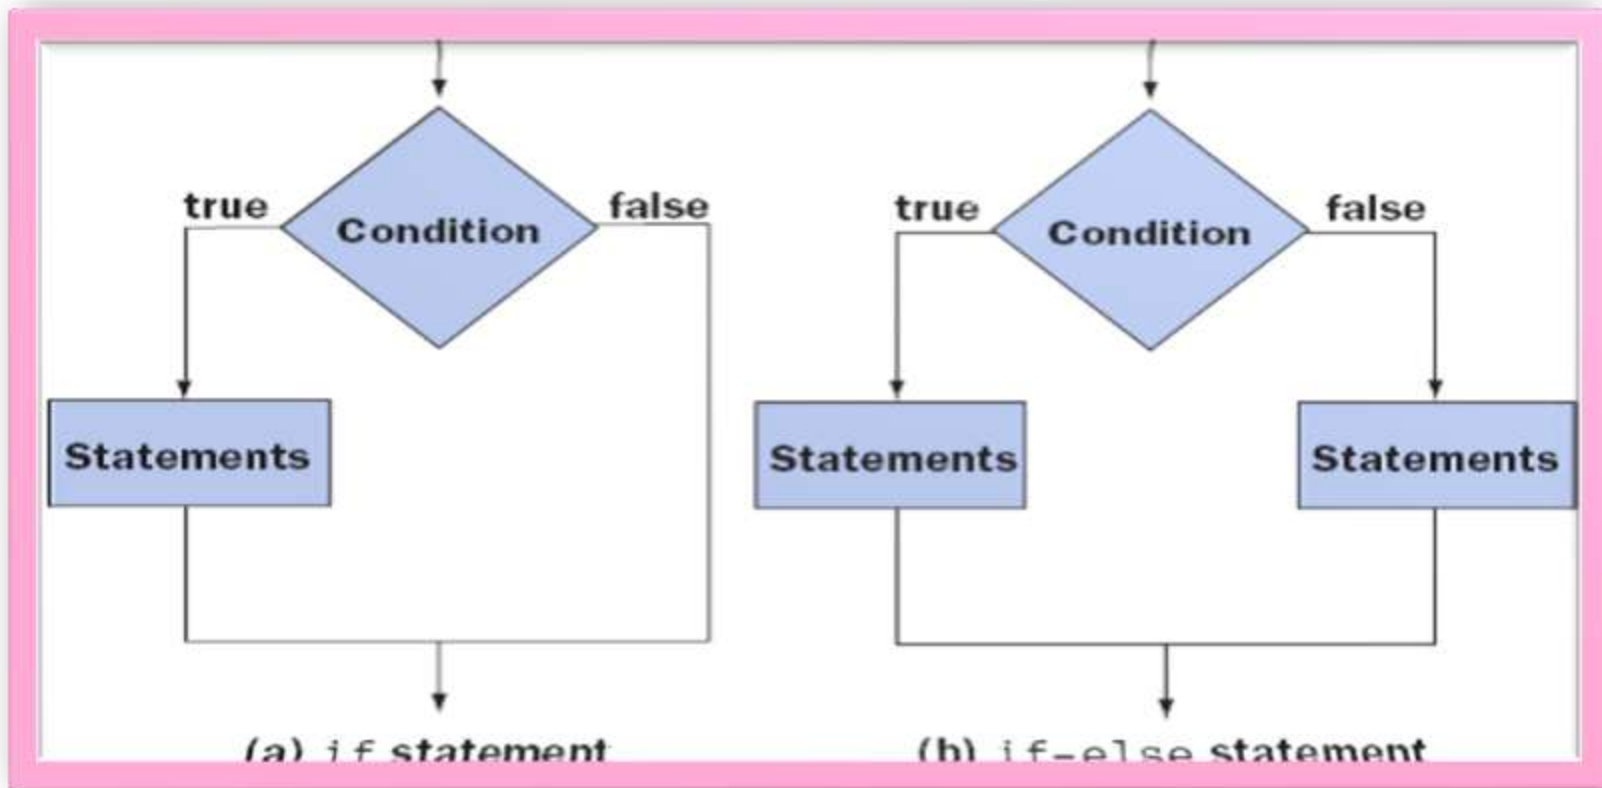 true false true false
Condition Condition
Statements Statements Statements
(a) if statement (b) if-else statement